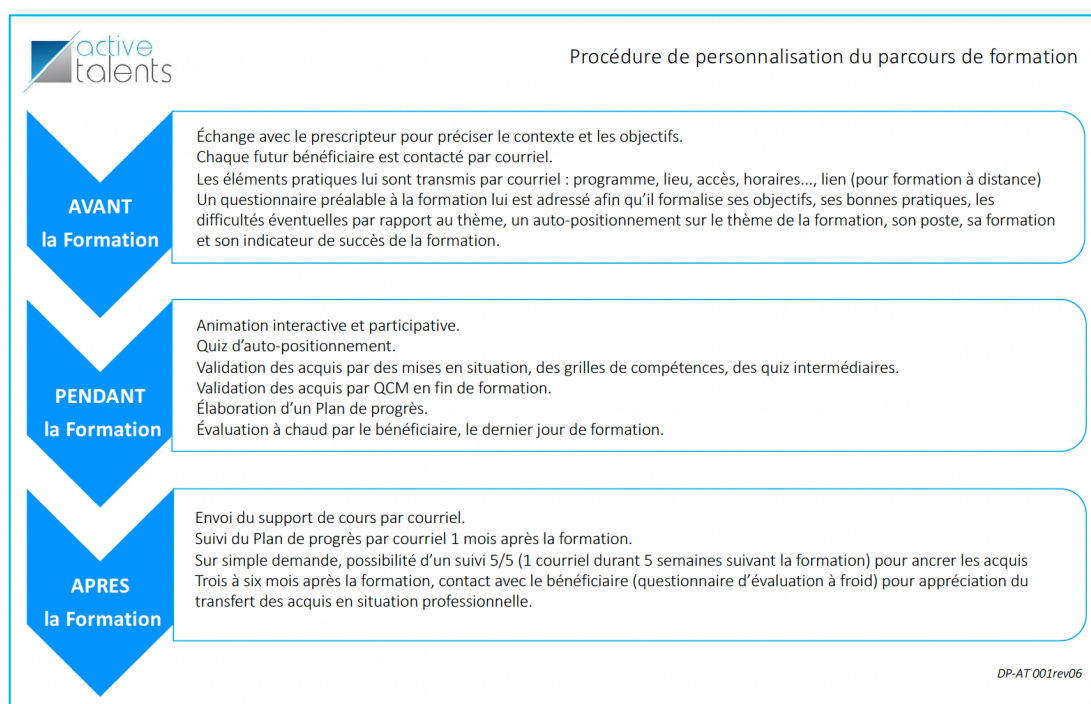 active
talents
Procédure de personnalisation du parcours de formation
AVANT
la Formation
Échange avec le prescripteur pour préciser le contexte et les objectifs.
Chaque futur bénéficiaire est contacté par courriel.
Les éléments pratiques lui sont transmis par courriel : programme, lieu, accès, horaires..., lien (pour formation à distance)
Un questionnaire préalable à la formation lui est adressé afin qu'il formalise ses objectifs, ses bonnes pratiques, les
difficultés éventuelles par rapport au thème, un auto-positionnement sur le thème de la formation, son poste, sa formation
et son indicateur de succès de la formation.
PENDANT
la Formation
Animation interactive et participative.
Quiz d'auto-positionnement.
Validation des acquis par des mises en situation, des grilles de compétences, des quiz intermédiaires.
Validation des acquis par QCM en fin de formation.
Élaboration d'un Plan de progrès.
Évaluation à chaud par le bénéficiaire, le dernier jour de formation.
APRES
la Formation
Envoi du support de cours par courriel.
Suivi du Plan de progrès par courriel 1 mois après la formation.
Sur simple demande, possibilité d'un suivi 5/5 (1 courriel durant 5 semaines suivant la formation) pour ancrer les acquis
Trois à six mois après la formation, contact avec le bénéficiaire (questionnaire d'évaluation à froid) pour appréciation du
transfert des acquis en situation professionnelle.
DP-AT 001rev06